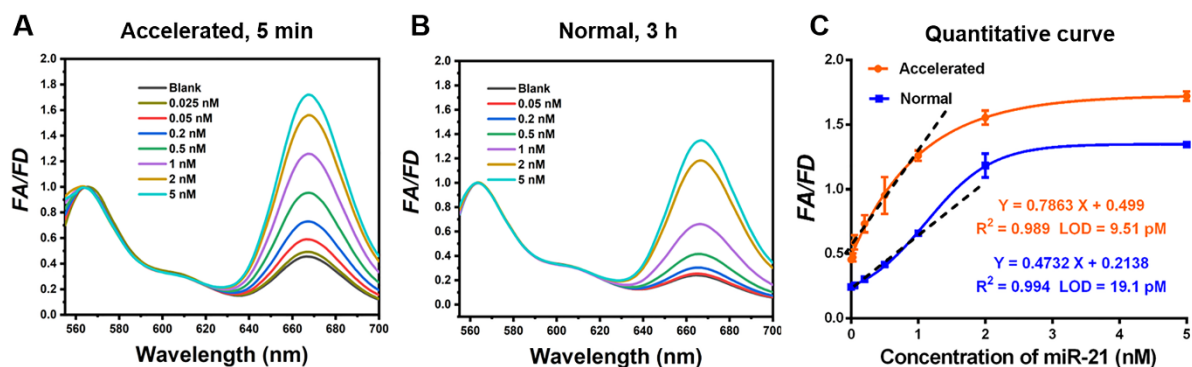 A
Accelerated, 5 min
FA/FD
2.0
1.8
1.6
1.4
1.2
1.0
0.8
0.6
0.4
0.2
0.0
Blank
0.025 nM
0.05 nM
0.2 nM
0.5 nM
1 nM
2 nM
5 nM
560 580 600 620 640 660 680 700
Wavelength (nm)
B
Normal, 3 h
FA/FD
2.0
1.8
1.6
1.4
1.2
1.0
0.8
0.6
0.4
0.2
0.0
Blank
0.05 nM
0.2 nM
0.5 nM
1 nM
2 nM
5 nM
560 580 600 620 640 660 680 700
Wavelength (nm)
C
Quantitative curve
FA/FD
2.0
1.5
1.0
0.5
0.0
Accelerated
Normal
Y = 0.7863 X + 0.499
R² = 0.989 LOD = 9.51 pM
Y = 0.4732 X + 0.2138
R² = 0.994 LOD = 19.1 pM
0 1 2 3 4 5
Concentration of miR-21 (nM)